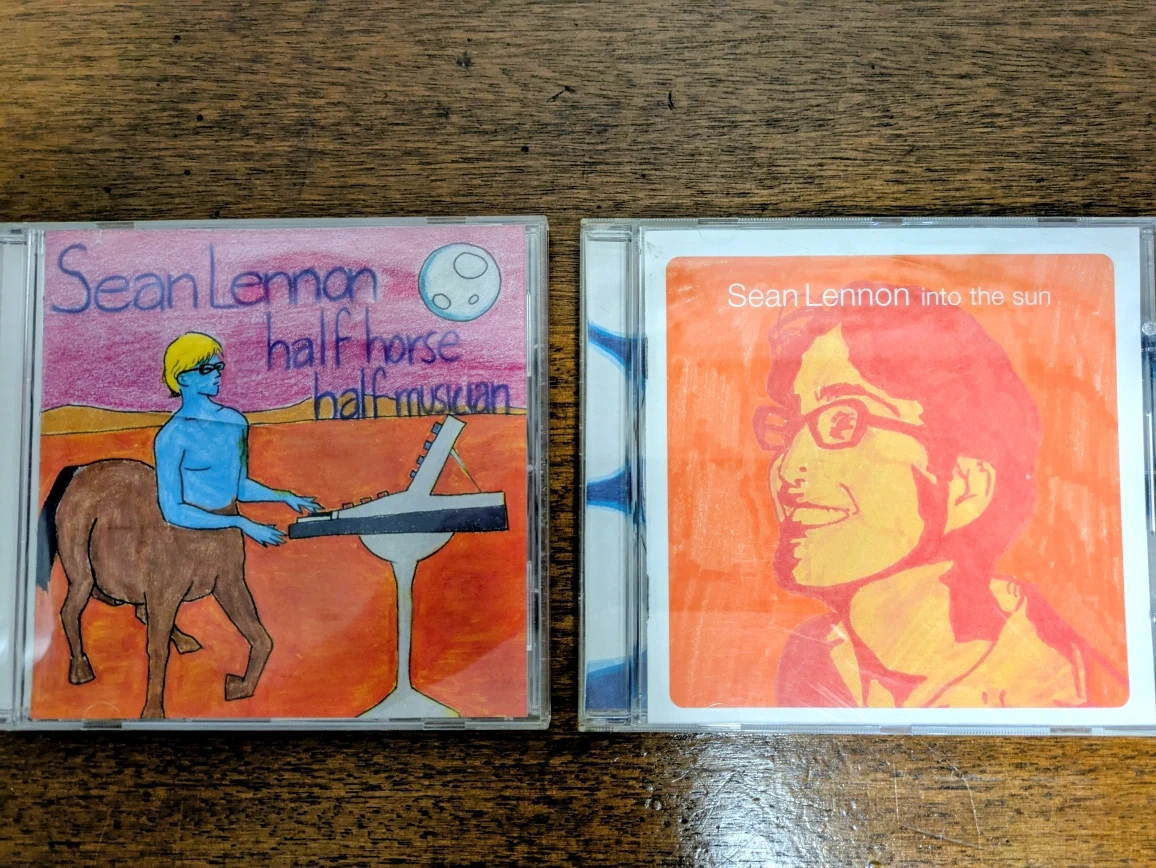 Sean Lennon
half horse
half musician
Sean Lennon into the sun